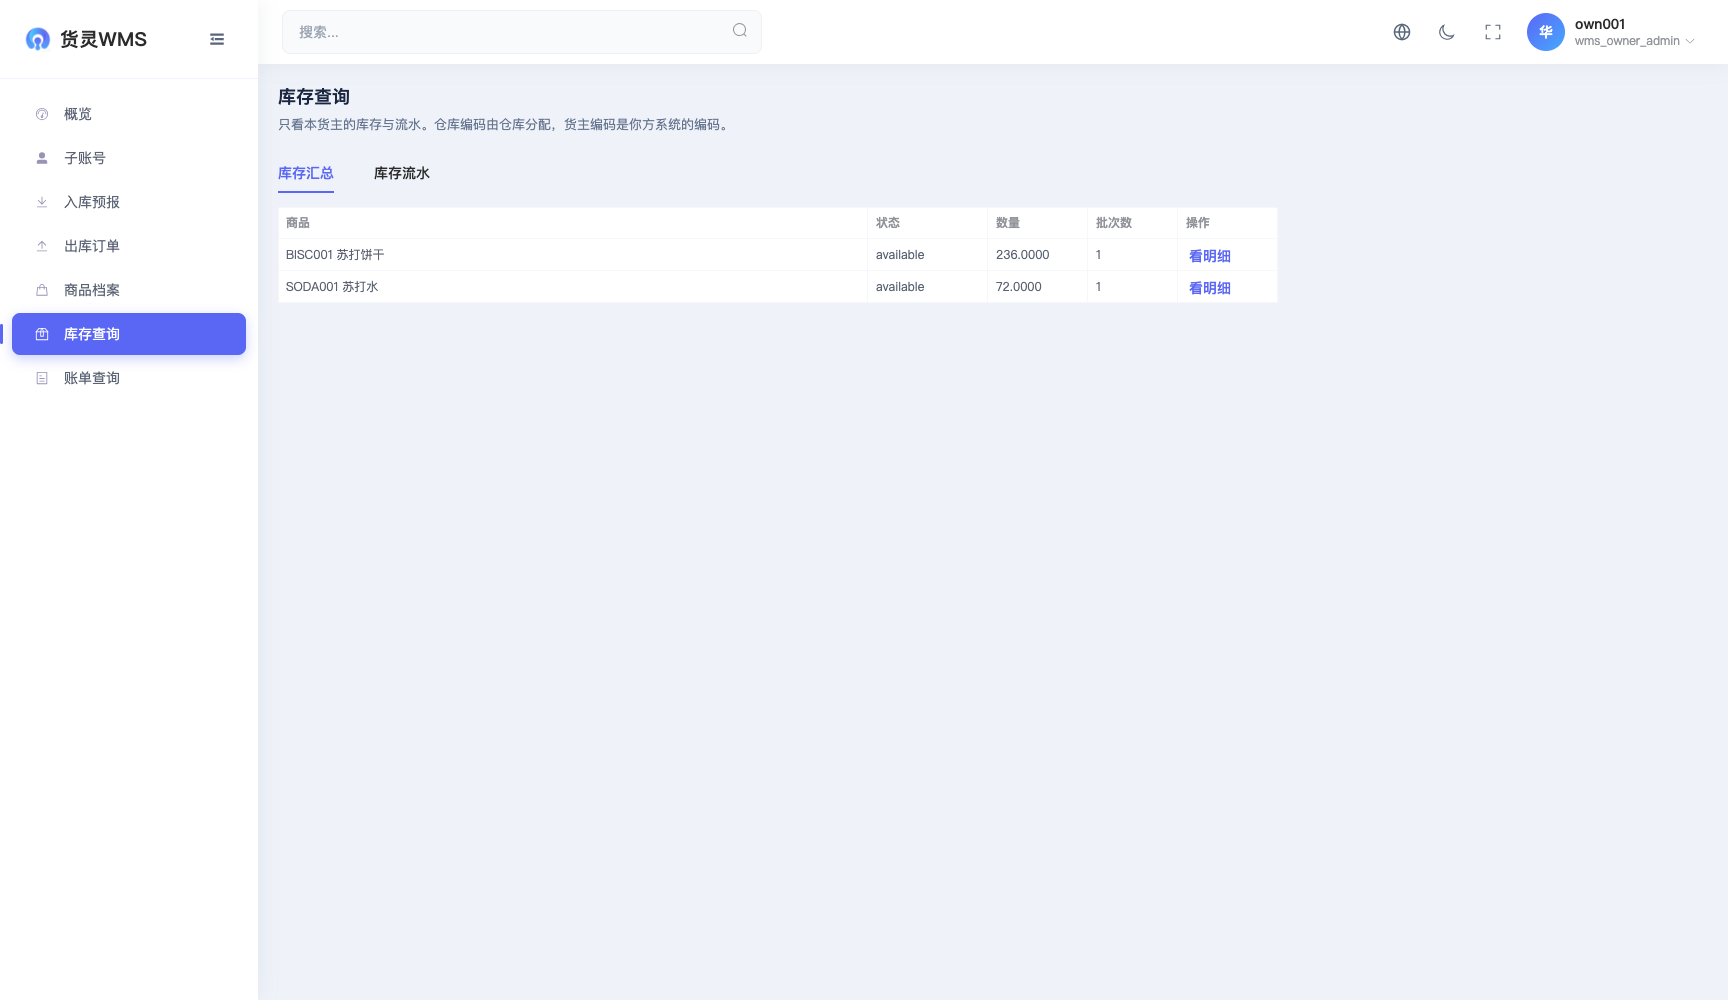 货灵WMS
搜索...
华
own001
wms_owner_admin
概览
子账号
入库预报
出库订单
商品档案
库存查询
账单查询
库存查询
只看本货主的库存与流水。仓库编码由仓库分配，货主编码是你方系统的编码。
库存汇总 库存流水
商品 状态 数量 批次数 操作
BISC001 苏打饼干 available 236.0000 1 看明细
SODA001 苏打水 available 72.0000 1 看明细